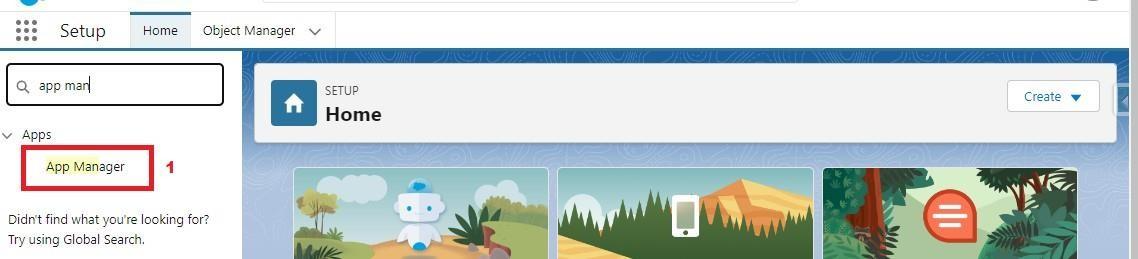 Setup
Home
Object Manager
app man
Apps
App Manager
1
Didn't find what you're looking for?
Try using Global Search.
SETUP
Home
Create